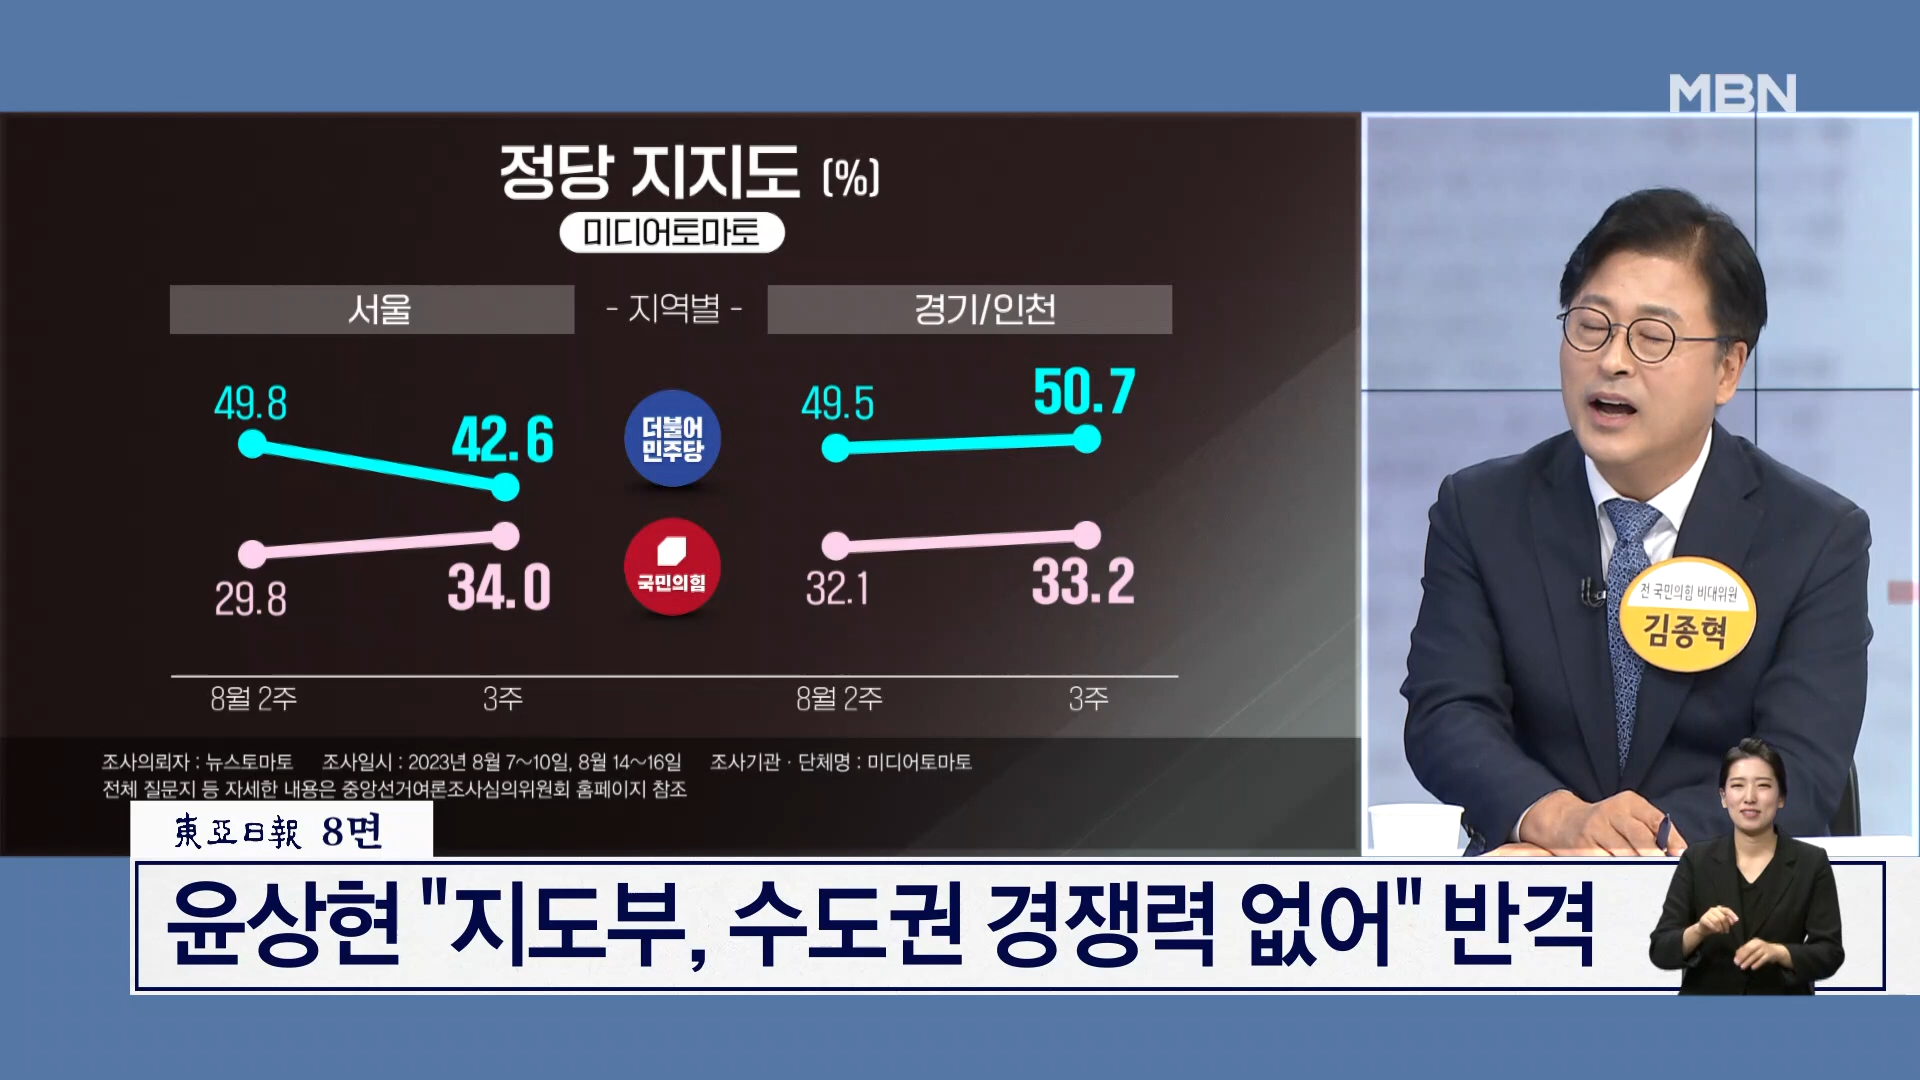 MBN
정당 지지도 (%)
미디어토마토
서울
- 지역별 -
경기/인천
49.8
42.6
더불어
민주당
49.5
50.7
29.8
34.0
국민의힘
32.1
33.2
8월 2주
3주
8월 2주
3주
조사의뢰자 : 뉴스토마토 조사일시 : 2023년 8월 7~10일, 8월 14~16일 조사기관 · 단체명 : 미디어토마토
전체 질문지 등 자세한 내용은 중앙선거여론조사심의위원회 홈페이지 참조
전 국민의힘 비대위원
김종혁
東亞日報 8면
윤상현 "지도부, 수도권 경쟁력 없어" 반격